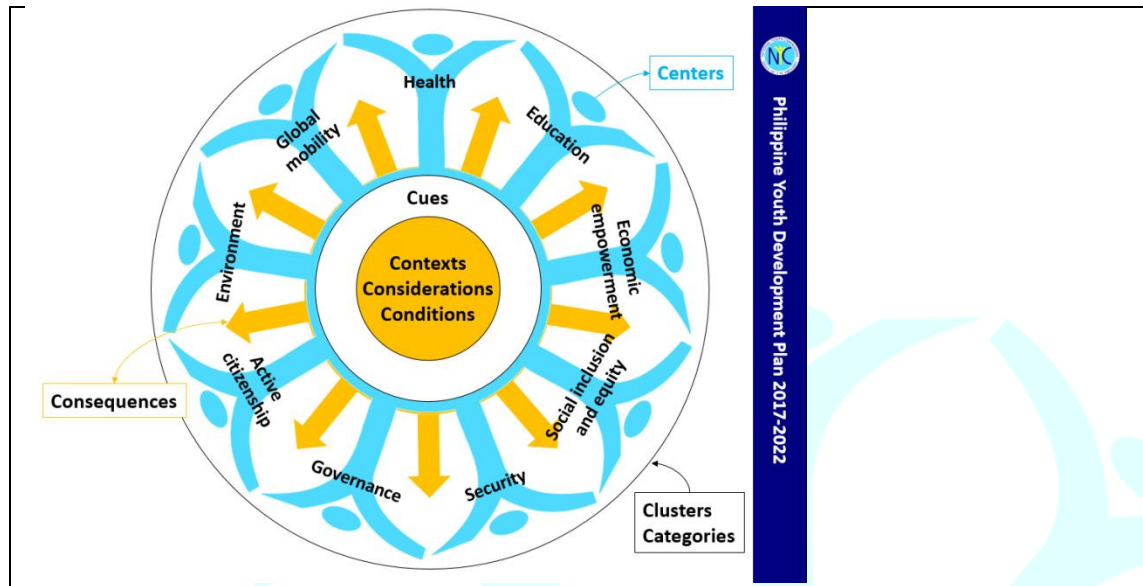 Health
Centers
Global
mobility
Education
Cues
Environment
Economic
empowerment
Contexts
Considerations
Conditions
Active
citizenship
Social inclusion
and equity
Consequences
Governance
Security
Clusters
Categories
NYC
Philippine Youth Development Plan 2017-2022